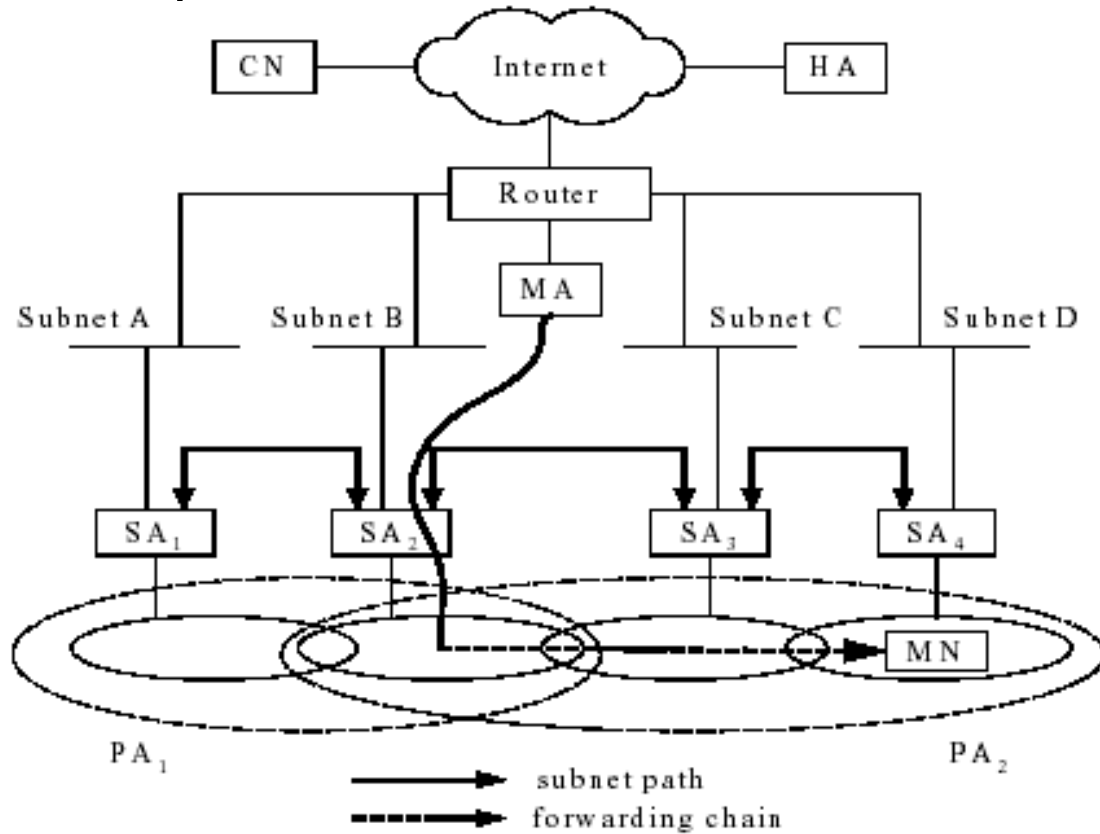 CN
Internet
HA
Router
MA
Subnet A
Subnet B
Subnet C
Subnet D
SA₁
SA₂
SA₃
SA₄
MN
PA₁
PA₂
subnet path
forwarding chain